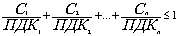 C₁/ПДК₁ + C₂/ПДК₂ + ... + Cₙ/ПДКₙ ≤ 1